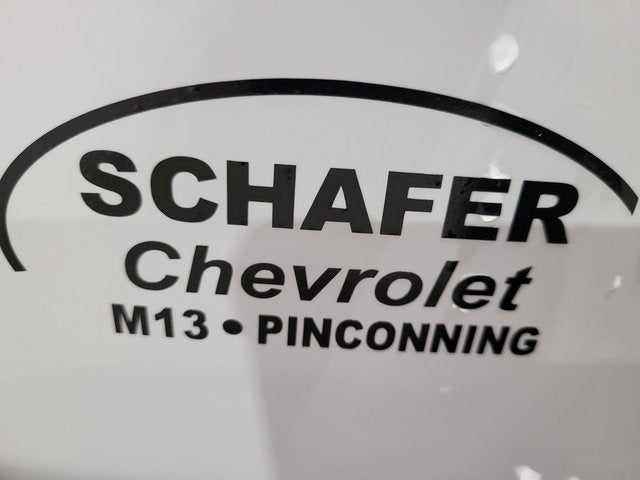 SCHAFER
Chevrolet
M13 • PINCONNING